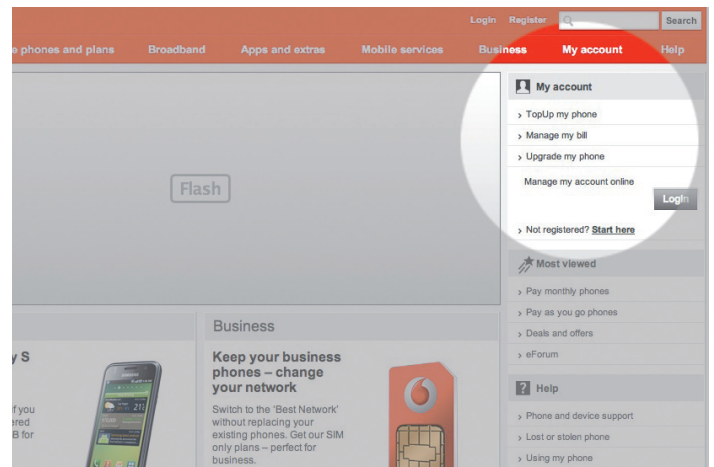 Login Register Search
e phones and plans Broadband Apps and extras Mobile services Business My account Help
My account
› TopUp my phone
› Manage my bill
› Upgrade my phone
Manage my account online
Login
› Not registered? Start here
Flash
Most viewed
› Pay monthly phones
› Pay as you go phones
› Deals and offers
› eForum
Help
› Phone and device support
› Lost or stolen phone
› Using my phone
y S
f you
ered
B for
SAMSUNG
Business
Keep your business
phones – change
your network
Switch to the 'Best Network'
without replacing your
existing phones. Get our SIM
only plans – perfect for
business.